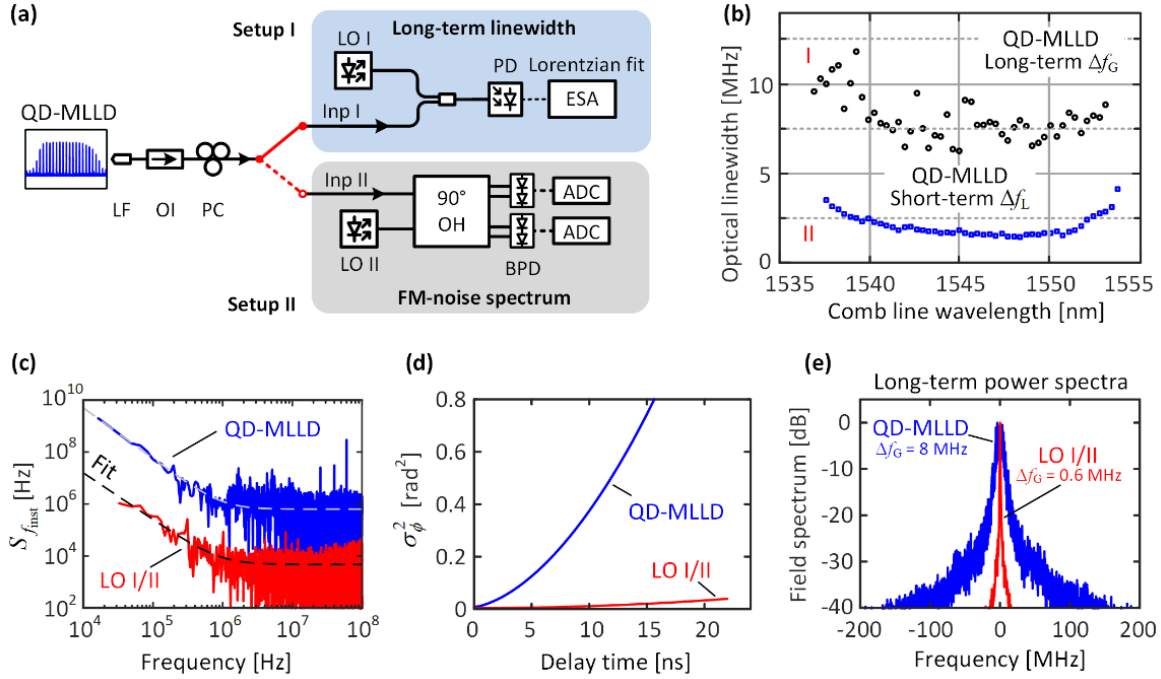 (a)
Setup I
Long-term linewidth
LO I
PD
Lorentzian fit
ESA
QD-MLLD
Inp I
LF
OI
PC
Inp II
90°
OH
ADC
ADC
LO II
BPD
Setup II
FM-noise spectrum
(b)
Optical linewidth [MHz]
10
5
0
I
QD-MLLD
Long-term Δf_G
QD-MLLD
Short-term Δf_L
II
1535 1540 1545 1550 1555
Comb line wavelength [nm]
(c)
S_{f_inst} [Hz]
10^10
10^8
10^6
10^4
10^2
QD-MLLD
Fit
LO I/II
10^4 10^5 10^6 10^7 10^8
Frequency [Hz]
(d)
σ_ϕ^2 [rad^2]
0.8
0.6
0.4
0.2
0
QD-MLLD
LO I/II
0 5 10 15 20
Delay time [ns]
(e)
Long-term power spectra
Field spectrum [dB]
0
-10
-20
-30
-40
QD-MLLD
Δf_G = 8 MHz
LO I/II
Δf_G = 0.6 MHz
-200 -100 0 100 200
Frequency [MHz]